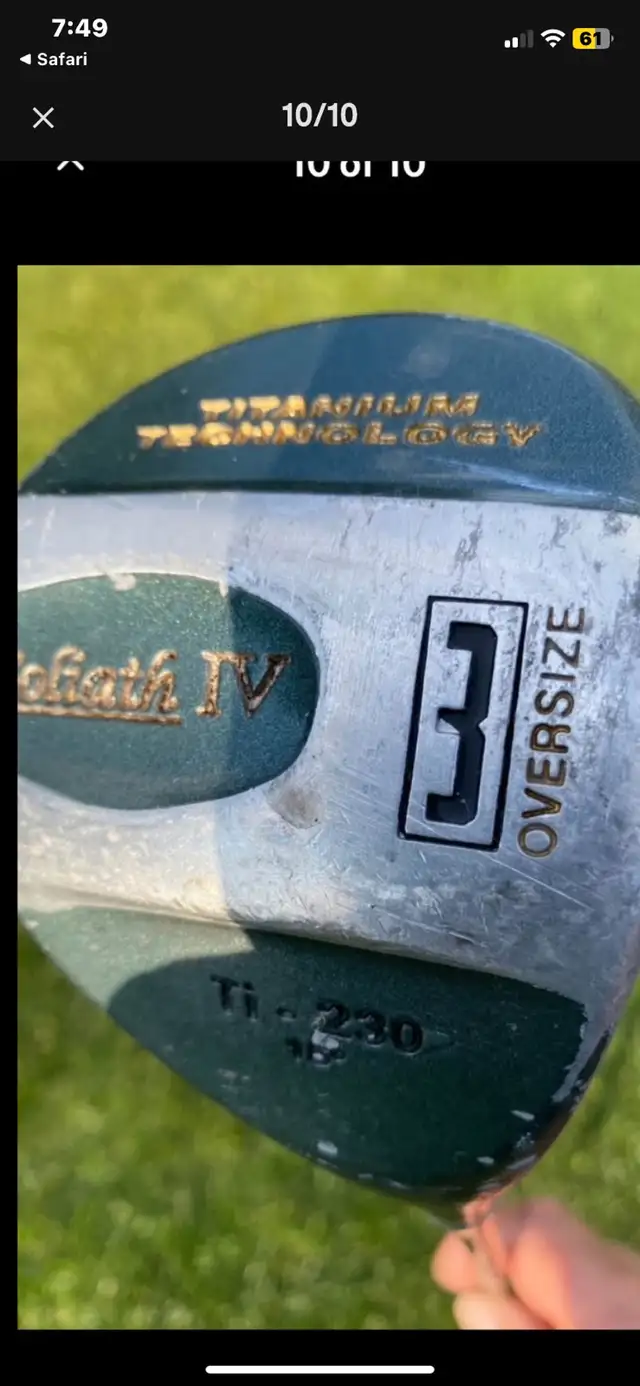 7:49
61
◀ Safari
10/10
10 of 10
TITANIUM
TECHNOLOGY
oliath IV
3
OVERSIZE
Ti - 230